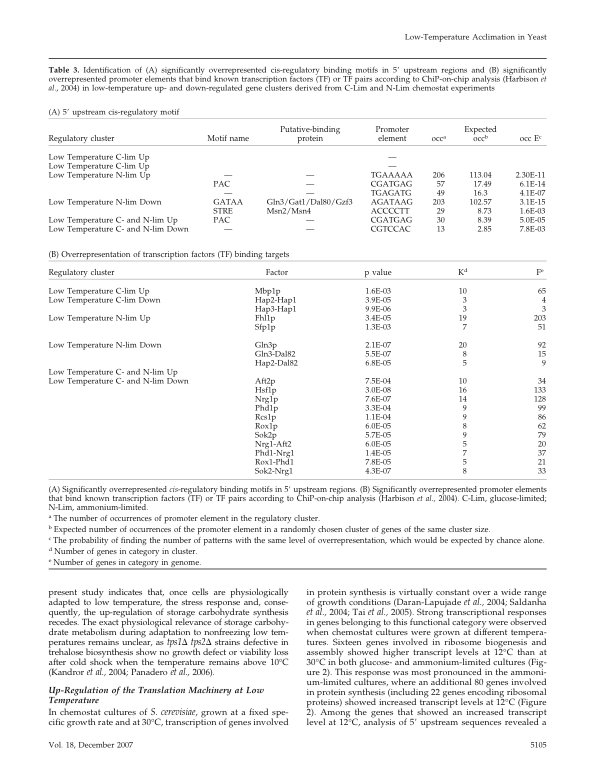 Low-Temperature Acclimation in Yeast
Table 3. Identification of (A) significantly overrepresented cis-regulatory binding motifs in 5′ upstream regions and (B) significantly
overrepresented promoter elements that bind known transcription factors (TF) or TF pairs according to ChiP-on-chip analysis (Harbison et
al., 2004) in low-temperature up- and down-regulated gene clusters derived from C-Lim and N-Lim chemostat experiments
(A) 5′ upstream cis-regulatory motif
Regulatory cluster Motif name Putative-binding protein Promoter element occᵃ Expected occᵇ occ Eᶜ
Low Temperature C-lim Up —
Low Temperature C-lim Up —
Low Temperature N-lim Up — — TGAAAAA 206 113.04 2.30E-11
PAC — CGATGAG 57 17.49 6.1E-14
— — TGAGATG 49 16.3 4.1E-07
Low Temperature N-lim Down GATAA Gln3/Gat1/Dal80/Gzf3 AGATAAG 203 102.57 3.1E-15
STRE Msn2/Msn4 ACCCCTT 29 8.73 1.6E-03
Low Temperature C- and N-lim Up PAC — CGATGAG 30 8.39 5.0E-05
Low Temperature C- and N-lim Down — — CGTCCAC 13 2.85 7.8E-03
(B) Overrepresentation of transcription factors (TF) binding targets
Regulatory cluster Factor p value Kᵈ Fᵉ
Low Temperature C-lim Up Mbp1p 1.6E-03 10 65
Low Temperature C-lim Down Hap2-Hap1 3.9E-05 3 4
Hap3-Hap1 9.9E-06 3 3
Low Temperature N-lim Up Fhl1p 3.4E-05 19 203
Sfp1p 1.3E-03 7 51
Low Temperature N-lim Down Gln3p 2.1E-07 20 92
Gln3-Dal82 5.5E-07 8 15
Hap2-Dal82 6.8E-05 5 9
Low Temperature C- and N-lim Up
Low Temperature C- and N-lim Down Aft2p 7.5E-04 10 34
Hsf1p 3.0E-08 16 133
Nrg1p 7.6E-07 14 128
Phd1p 3.3E-04 9 99
Rcs1p 1.1E-04 9 86
Rox1p 6.0E-05 8 62
Sok2p 5.7E-05 9 79
Nrg1-Aft2 6.0E-05 5 20
Phd1-Nrg1 1.4E-05 7 37
Rox1-Phd1 7.8E-05 5 21
Sok2-Nrg1 4.3E-07 8 33
(A) Significantly overrepresented cis-regulatory binding motifs in 5′ upstream regions. (B) Significantly overrepresented promoter elements
that bind known transcription factors (TF) or TF pairs according to ChiP-on-chip analysis (Harbison et al., 2004). C-Lim, glucose-limited;
N-Lim, ammonium-limited.
ᵃ The number of occurrences of promoter element in the regulatory cluster.
ᵇ Expected number of occurrences of the promoter element in a randomly chosen cluster of genes of the same cluster size.
ᶜ The probability of finding the number of patterns with the same level of overrepresentation, which would be expected by chance alone.
ᵈ Number of genes in category in cluster.
ᵉ Number of genes in category in genome.
present study indicates that, once cells are physiologically
adapted to low temperature, the stress response and, conse-
quently, the up-regulation of storage carbohydrate synthesis
recedes. The exact physiological relevance of storage carbohy-
drate metabolism during adaptation to nonfreezing low tem-
peratures remains unclear, as tps1Δ tps2Δ strains defective in
trehalose biosynthesis show no growth defect or viability loss
after cold shock when the temperature remains above 10°C
(Kandror et al., 2004; Panadero et al., 2006).
Up-Regulation of the Translation Machinery at Low
Temperature
In chemostat cultures of S. cerevisiae, grown at a fixed spe-
cific growth rate and at 30°C, transcription of genes involved
in protein synthesis is virtually constant over a wide range
of growth conditions (Daran-Lapujade et al., 2004; Saldanha
et al., 2004; Tai et al., 2005). Strong transcriptional responses
in genes belonging to this functional category were observed
when chemostat cultures were grown at different tempera-
tures. Sixteen genes involved in ribosome biogenesis and
assembly showed higher transcript levels at 12°C than at
30°C in both glucose- and ammonium-limited cultures (Fig-
ure 2). This response was most pronounced in the ammoni-
um-limited cultures, where an additional 80 genes involved
in protein synthesis (including 22 genes encoding ribosomal
proteins) showed increased transcript levels at 12°C (Figure
2). Among the genes that showed an increased transcript
level at 12°C, analysis of 5′ upstream sequences revealed a
Vol. 18, December 2007 5105